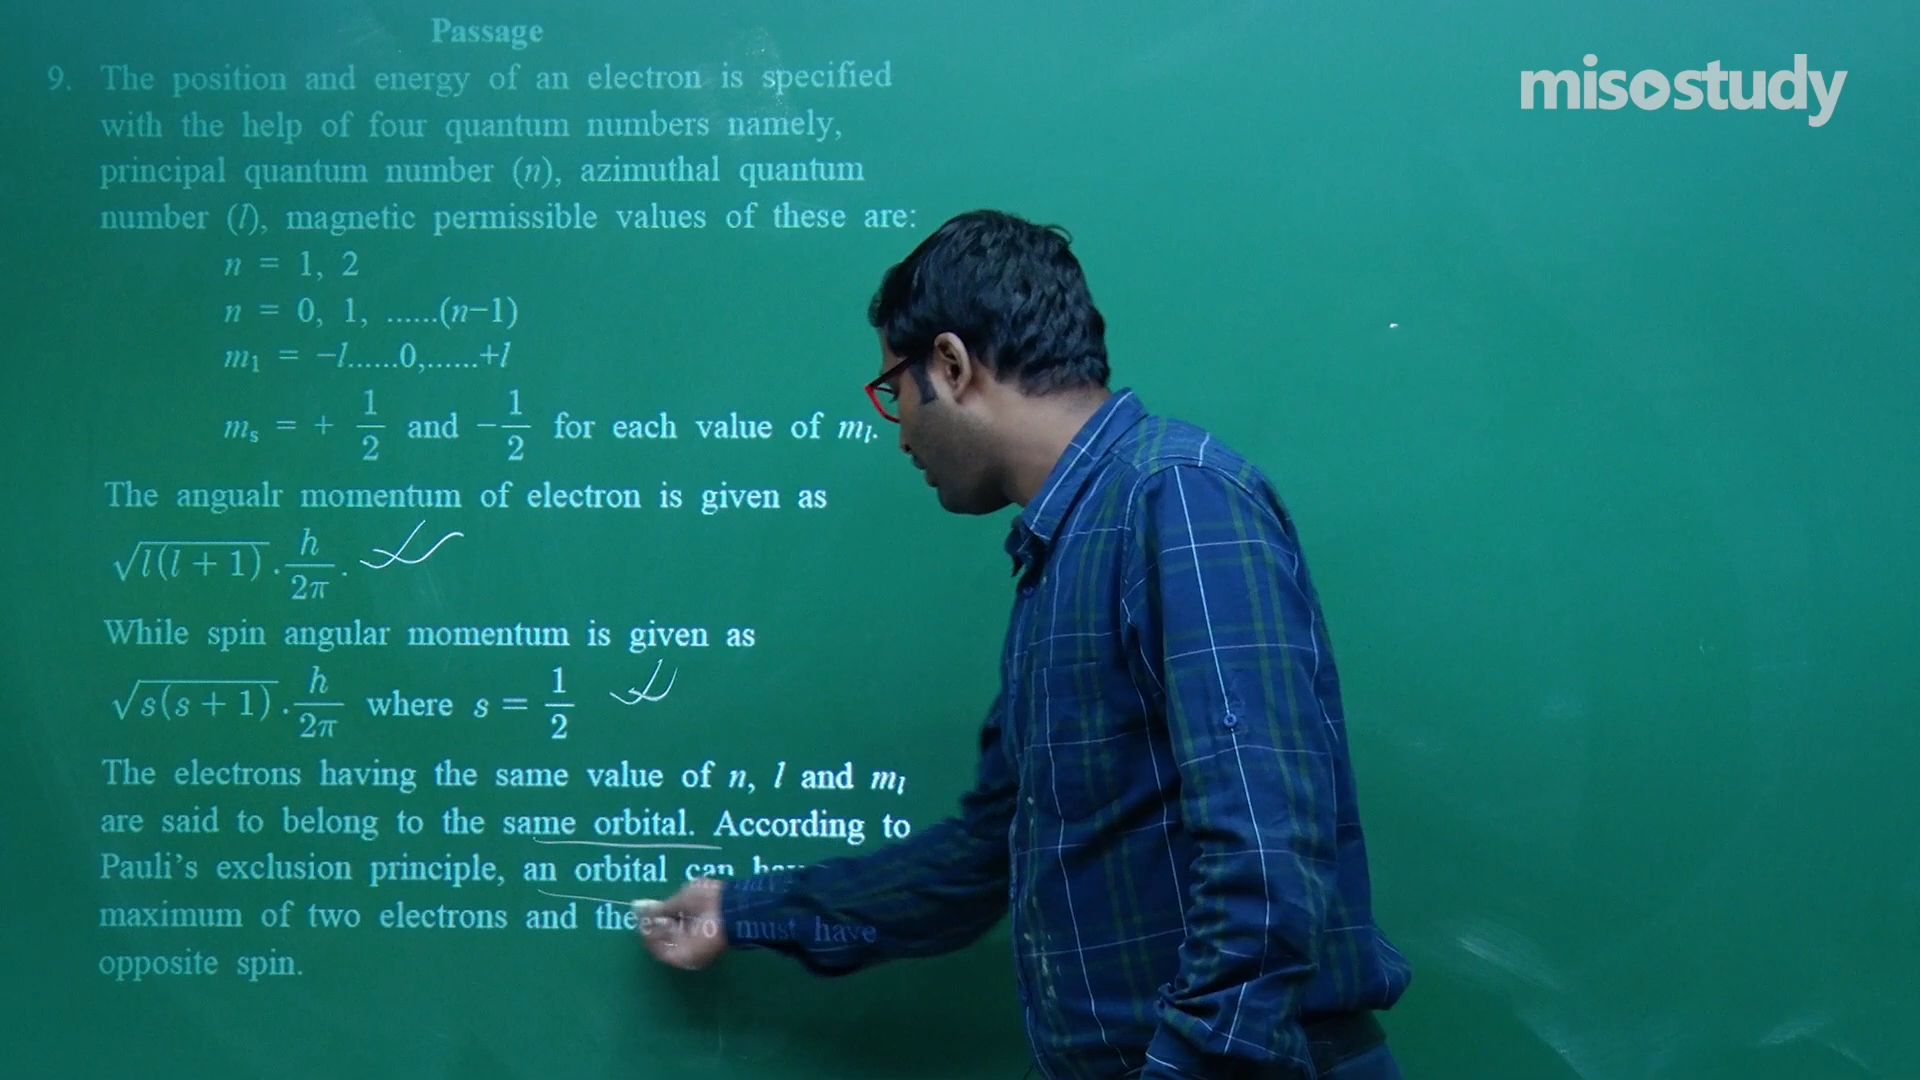 Passage
misostudy
9. The position and energy of an electron is specified
with the help of four quantum numbers namely,
principal quantum number (n), azimuthal quantum
number (l), magnetic permissible values of these are:
n = 1, 2
n = 0, 1, ......(n−1)
m₁ = −l......0,......+l
mₛ = + 1/2 and −1/2 for each value of mₗ.
The angualr momentum of electron is given as
√l(l + 1) . h/2π .
While spin angular momentum is given as
√s(s + 1) . h/2π where s = 1/2
The electrons having the same value of n, l and mₗ
are said to belong to the same orbital. According to
Pauli's exclusion principle, an orbital can have
maximum of two electrons and these two must have
opposite spin.